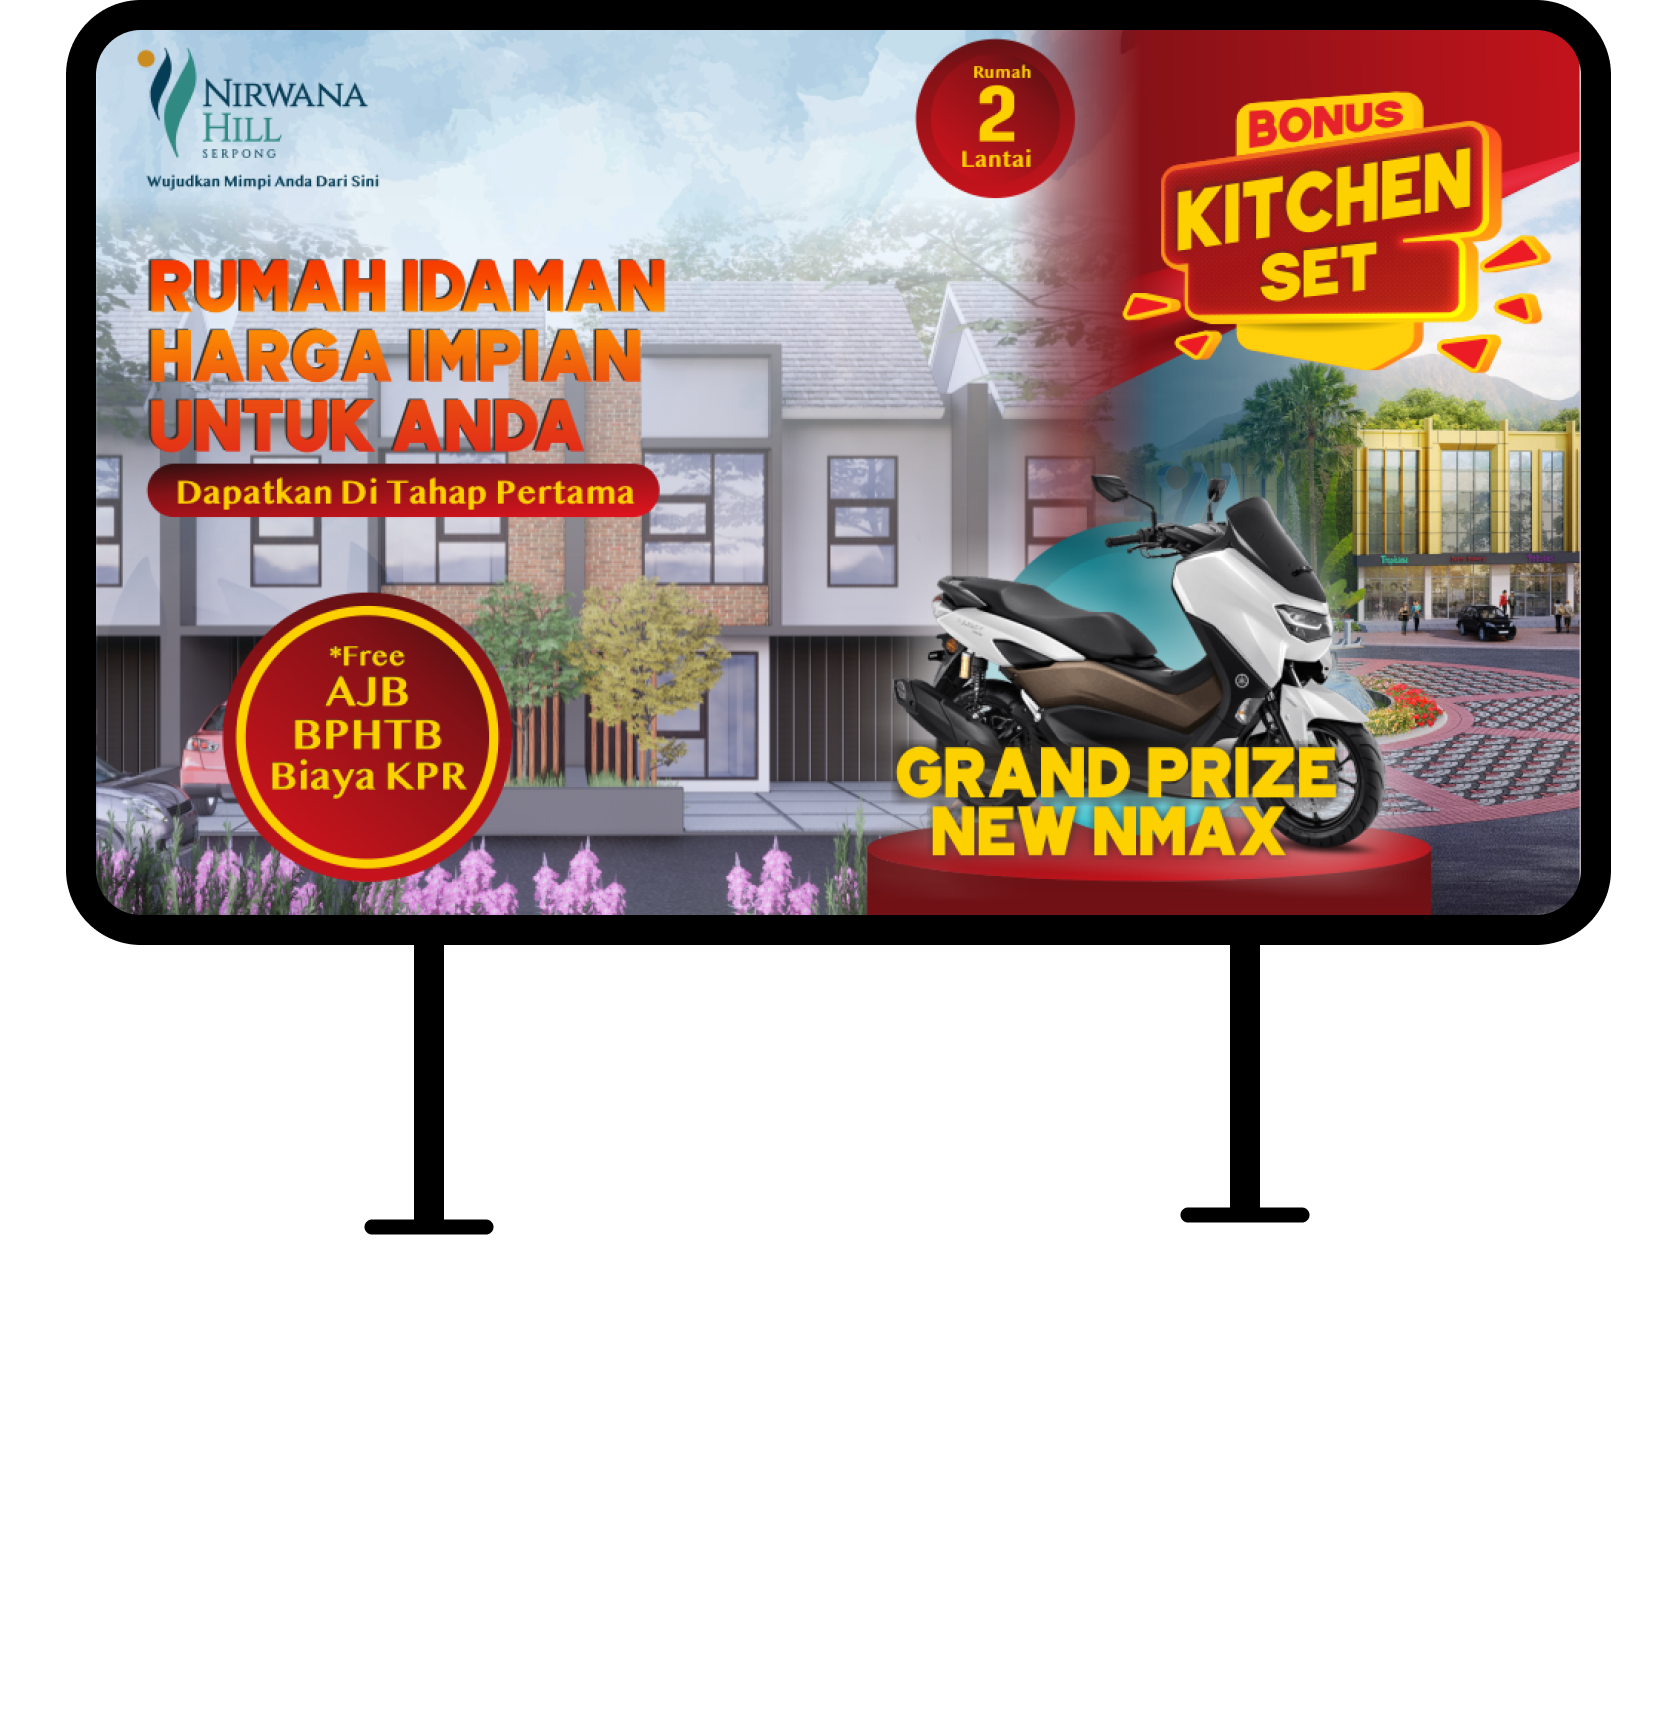 NIRWANA
HILL
SERPONG
Wujudkan Mimpi Anda Dari Sini
Rumah
2
Lantai
BONUS
KITCHEN
SET
RUMAH IDAMAN
HARGA IMPIAN
UNTUK ANDA
Dapatkan Di Tahap Pertama
*Free
AJB
BPHTB
Biaya KPR
GRAND PRIZE
NEW NMAX